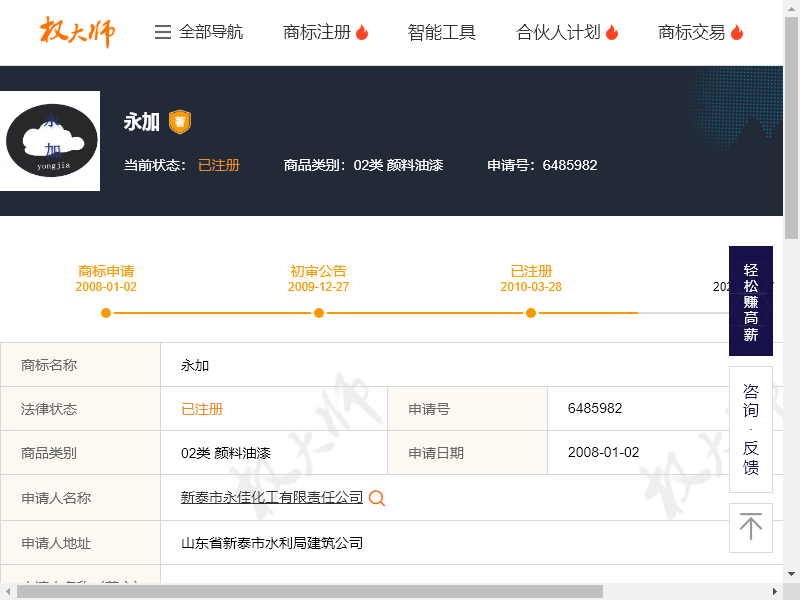 权大师
全部导航
商标注册
智能工具
合伙人计划
商标交易
永加
yongjia
永加
著
当前状态： 已注册
商品类别：02类 颜料油漆
申请号：6485982
商标申请
2008-01-02
初审公告
2009-12-27
已注册
2010-03-28
轻松赚高薪
商标名称
永加
法律状态
已注册
申请号
6485982
商品类别
02类 颜料油漆
申请日期
2008-01-02
申请人名称
新泰市永佳化工有限责任公司
申请人地址
山东省新泰市水利局建筑公司
咨询·反馈
权大师